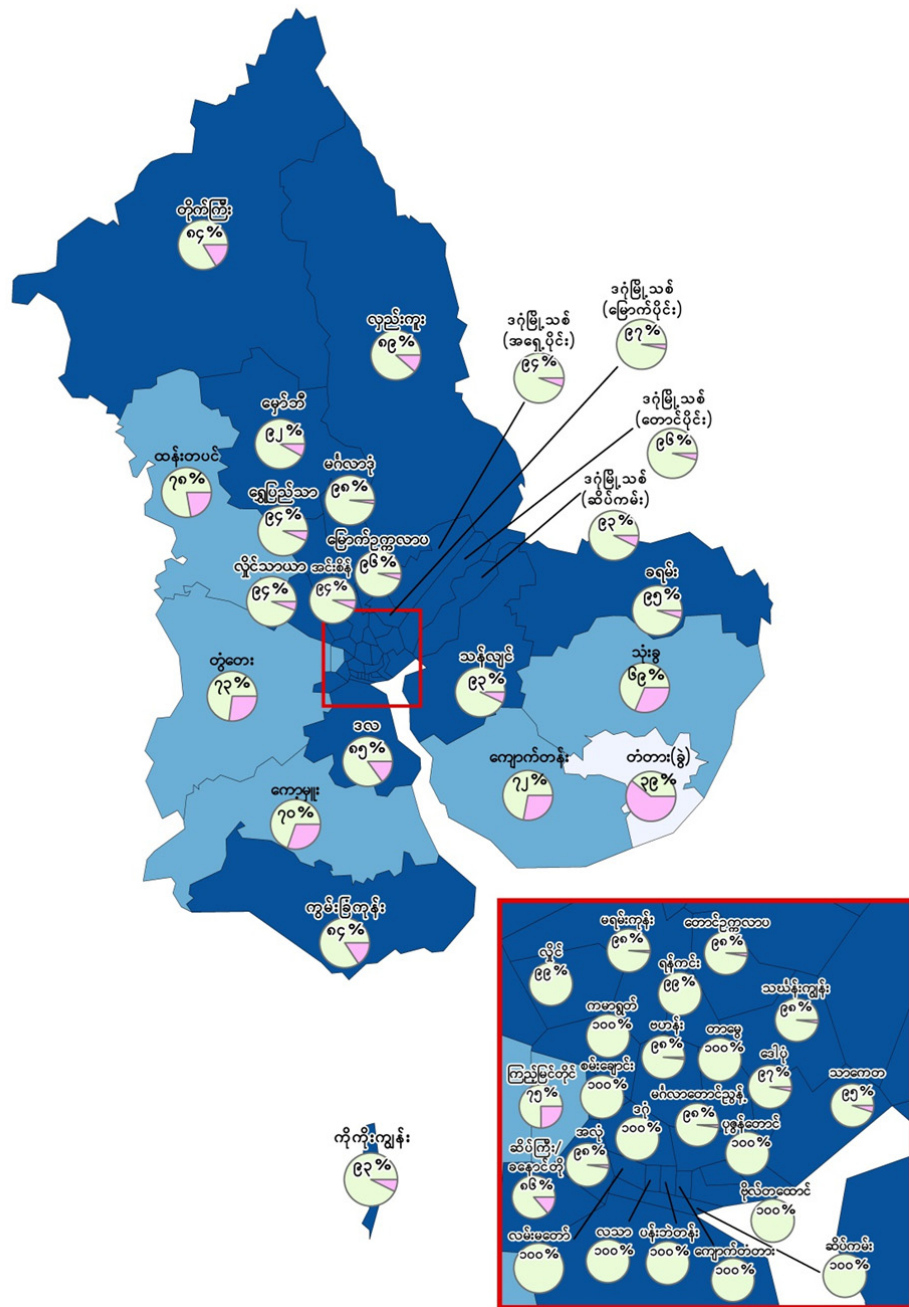 တိုက်ကြီး
၈၄%
လှည်းကူး
၈၉%
ဒဂုံမြို့သစ်
(အရှေ့ပိုင်း)
၉၄%
ဒဂုံမြို့သစ်
(မြောက်ပိုင်း)
၉၇%
ဒဂုံမြို့သစ်
(တောင်ပိုင်း)
၉၆%
ဒဂုံမြို့သစ်
(ဆိပ်ကမ်း)
၉၃%
မှော်ဘီ
၉၂%
ထန်းတပင်
၇၈%
မင်္ဂလာဒုံ
၉၈%
ရွှေပြည်သာ
၉၄%
မြောက်ဥက္ကလာပ
၉၆%
လှိုင်သာယာ
၉၄%
အင်းစိန်
၉၄%
ခရမ်း
၉၅%
တွံတေး
၇၃%
သန်လျင်
၉၃%
သုံးခွ
၆၉%
ဒလ
၈၅%
ကျောက်တန်း
၇၂%
တံတား(ခွဲ)
၃၉%
ကော့မှူး
၇၀%
ကွမ်းခြံကုန်း
၈၄%
ကိုကိုးကျွန်း
၉၃%
မရမ်းကုန်း
၉၈%
တောင်ဥက္ကလာပ
၉၈%
လှိုင်
၉၉%
ရန်ကင်း
၉၉%
သင်္ဃန်းကျွန်း
၉၈%
ကမာရွတ်
၁၀၀%
ဗဟန်း
၉၈%
တာမွေ
၁၀၀%
ဒေါပုံ
၉၇%
သာကေတ
၉၅%
ကြည့်မြင်တိုင်
၇၅%
စမ်းချောင်း
၁၀၀%
ဒဂုံ
၁၀၀%
မင်္ဂလာတောင်ညွန့်
၉၈%
ပုဇွန်တောင်
၁၀၀%
ဆိပ်ကြီး/
ခနောင်တို
၈၆%
အလုံ
၉၈%
ဗိုလ်တထောင်
၁၀၀%
လမ်းမတော်
၁၀၀%
လသာ
၁၀၀%
ပန်းဘဲတန်း
၁၀၀%
ကျောက်တံတား
၁၀၀%
ဆိပ်ကမ်း
၁၀၀%